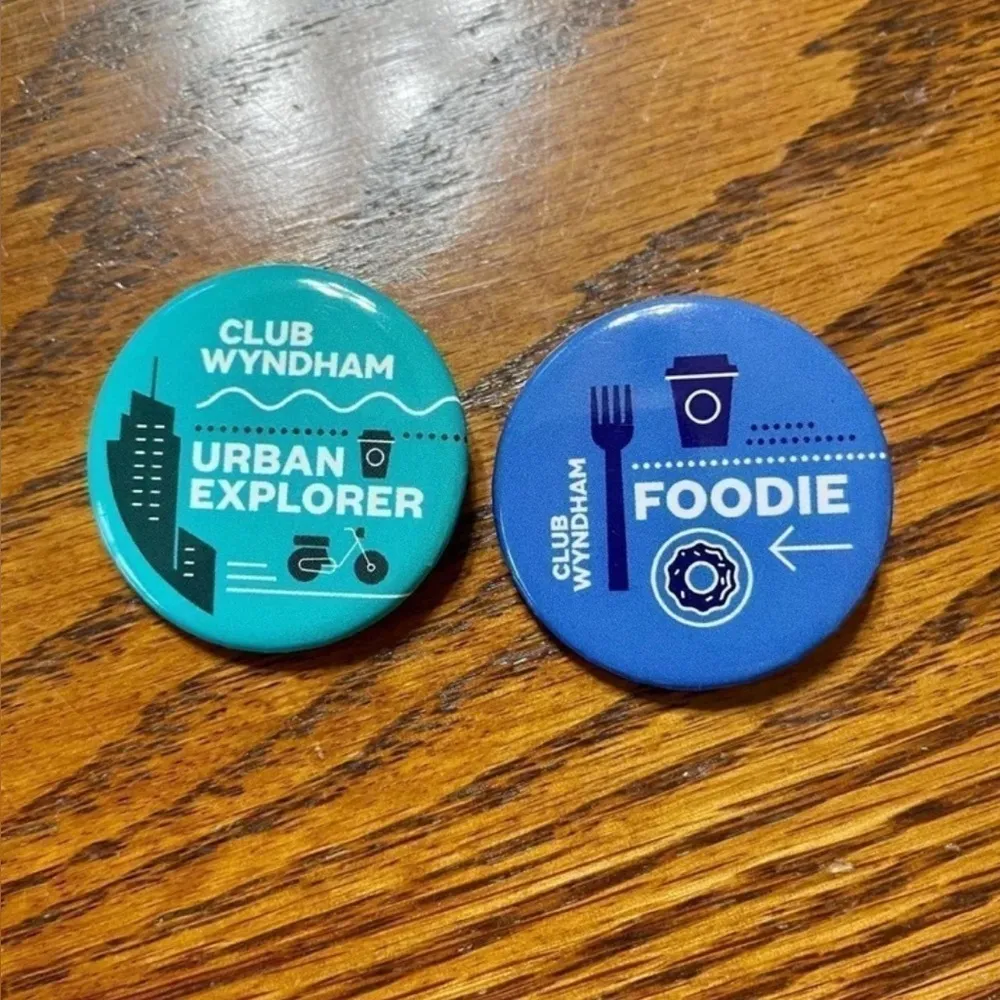 CLUB
WYNDHAM
URBAN
EXPLORER
CLUB
WYNDHAM
FOODIE